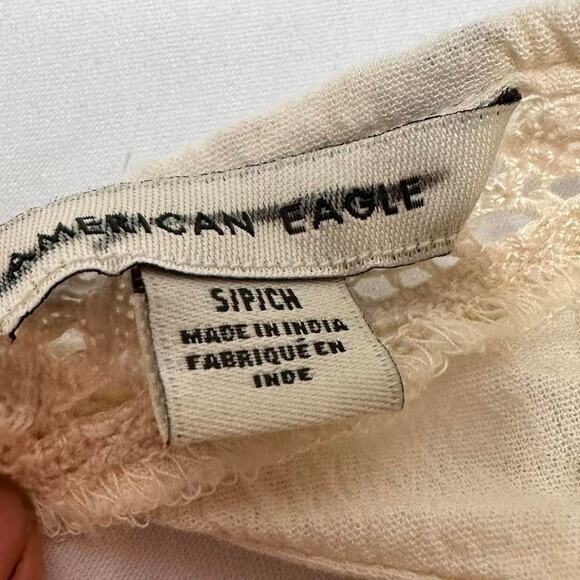 AMERICAN EAGLE
S/P/CH
MADE IN INDIA
FABRIQUÉ EN
INDE